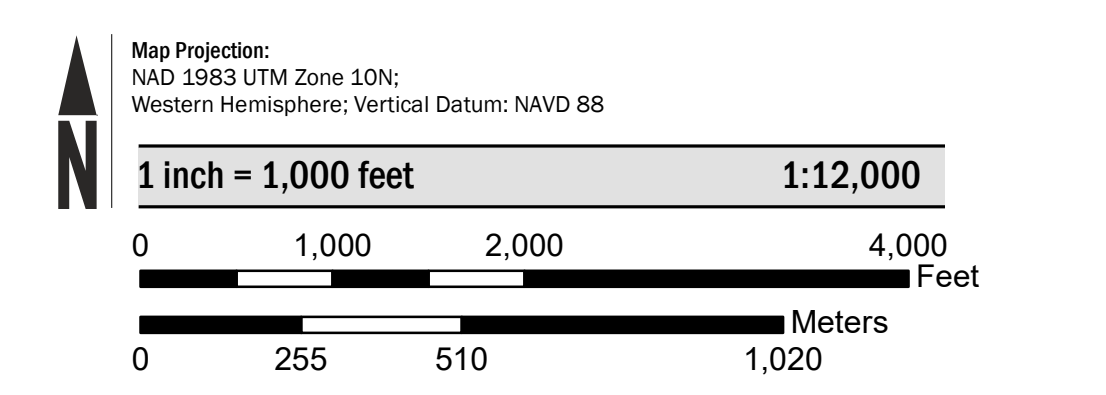 Map Projection:
NAD 1983 UTM Zone 10N;
Western Hemisphere; Vertical Datum: NAVD 88
N
1 inch = 1,000 feet 1:12,000
0 1,000 2,000 4,000
Feet
Meters
0 255 510 1,020